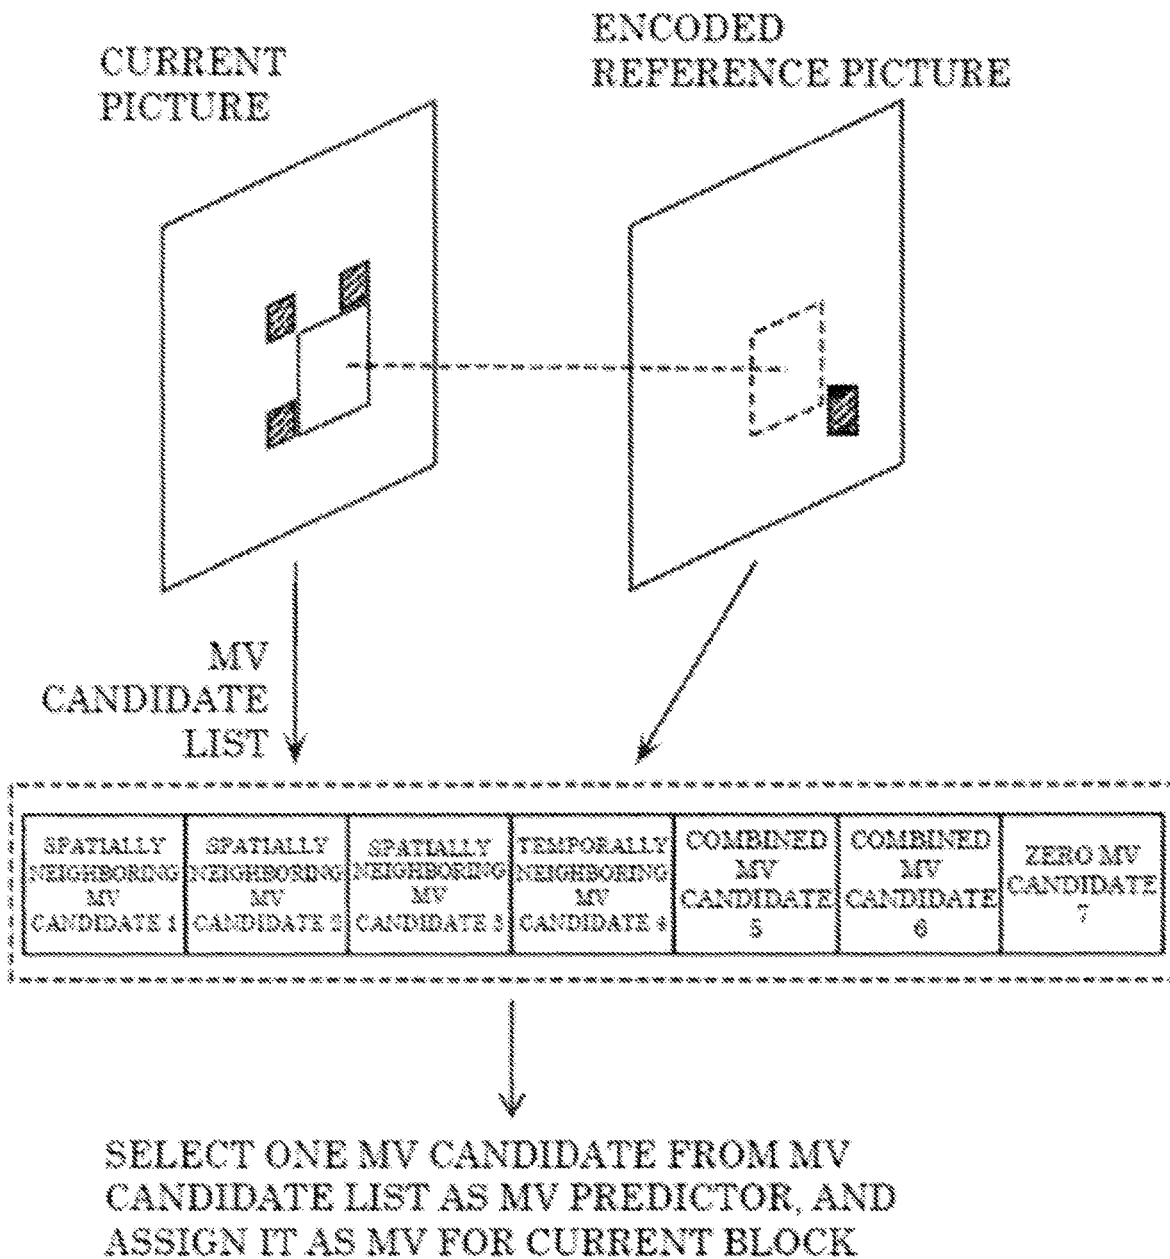 CURRENT
PICTURE
ENCODED
REFERENCE PICTURE
MV
CANDIDATE
LIST
SPATIALLY
NEIGHBORING
MV
CANDIDATE 1
SPATIALLY
NEIGHBORING
MV
CANDIDATE 2
SPATIALLY
NEIGHBORING
MV
CANDIDATE 3
TEMPORALLY
NEIGHBORING
MV
CANDIDATE 4
COMBINED
MV
CANDIDATE
5
COMBINED
MV
CANDIDATE
6
ZERO MV
CANDIDATE
7
SELECT ONE MV CANDIDATE FROM MV
CANDIDATE LIST AS MV PREDICTOR, AND
ASSIGN IT AS MV FOR CURRENT BLOCK